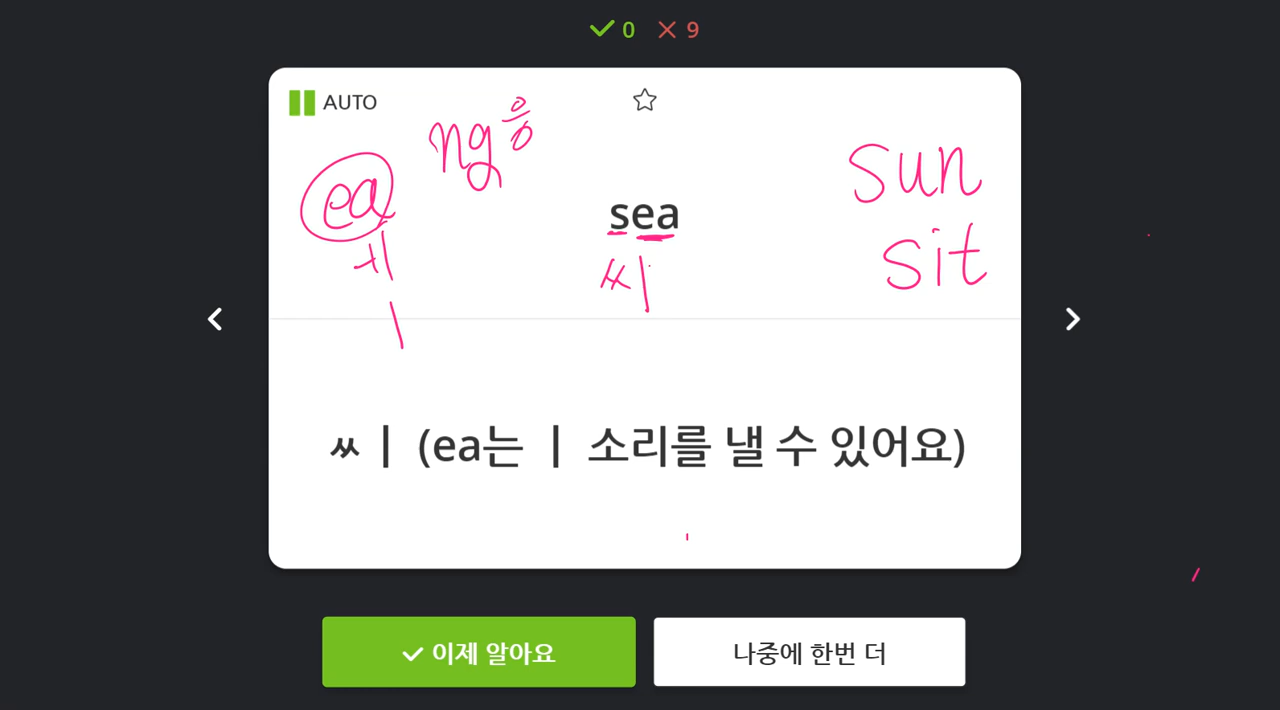 0 9
AUTO
ng 응
ea
ㅔ
ㅣ
sea
씨
sun
sit
ㅆㅣ (ea는 ㅣ 소리를 낼 수 있어요)
이제 알아요
나중에 한번 더